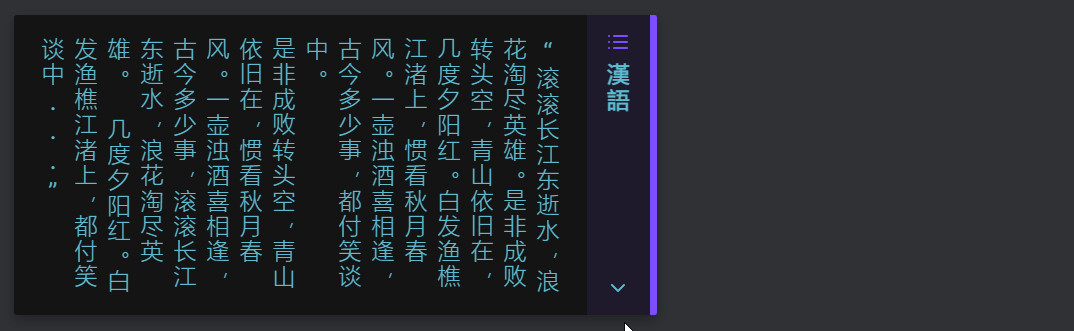 漢語
“滚滚长江东逝水，浪
花淘尽英雄。是非成败
转头空，青山依旧在，
几度夕阳红。白发渔樵
江渚上，惯看秋月春
风。一壶浊酒喜相逢，
古今多少事，都付笑谈
中。
是非成败转头空，青山
依旧在，惯看秋月春
风。一壶浊酒喜相逢，
古今多少事，滚滚长江
东逝水，浪花淘尽英
雄。 几度夕阳红。白
发渔樵江渚上，都付笑
谈中...”